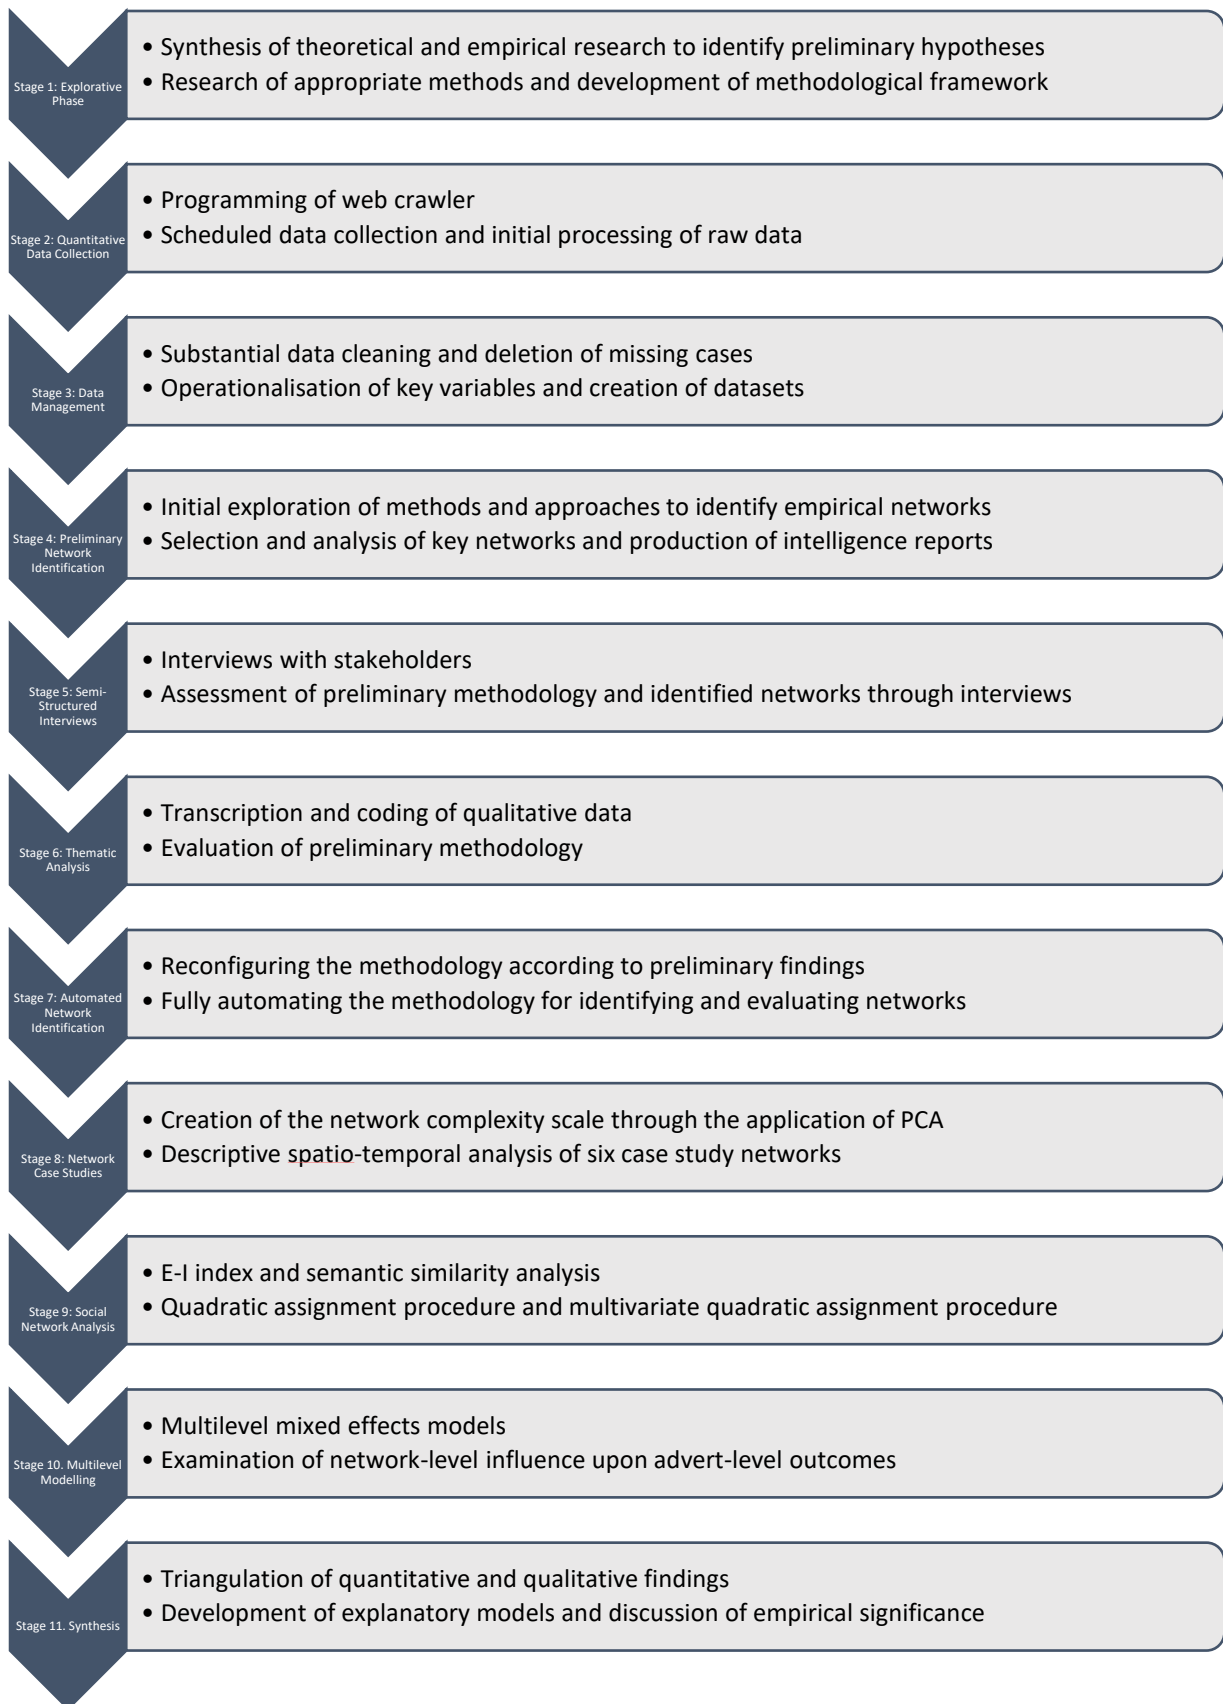 Stage 1: Explorative
Phase
• Synthesis of theoretical and empirical research to identify preliminary hypotheses
• Research of appropriate methods and development of methodological framework
Stage 2: Quantitative
Data Collection
• Programming of web crawler
• Scheduled data collection and initial processing of raw data
Stage 3: Data
Management
• Substantial data cleaning and deletion of missing cases
• Operationalisation of key variables and creation of datasets
Stage 4: Preliminary
Network
Identification
• Initial exploration of methods and approaches to identify empirical networks
• Selection and analysis of key networks and production of intelligence reports
Stage 5: Semi-
Structured
Interviews
• Interviews with stakeholders
• Assessment of preliminary methodology and identified networks through interviews
Stage 6: Thematic
Analysis
• Transcription and coding of qualitative data
• Evaluation of preliminary methodology
Stage 7: Automated
Network
Identification
• Reconfiguring the methodology according to preliminary findings
• Fully automating the methodology for identifying and evaluating networks
Stage 8: Network
Case Studies
• Creation of the network complexity scale through the application of PCA
• Descriptive spatio-temporal analysis of six case study networks
Stage 9: Social
Network Analysis
• E-I index and semantic similarity analysis
• Quadratic assignment procedure and multivariate quadratic assignment procedure
Stage 10. Multilevel
Modelling
• Multilevel mixed effects models
• Examination of network-level influence upon advert-level outcomes
Stage 11. Synthesis
• Triangulation of quantitative and qualitative findings
• Development of explanatory models and discussion of empirical significance